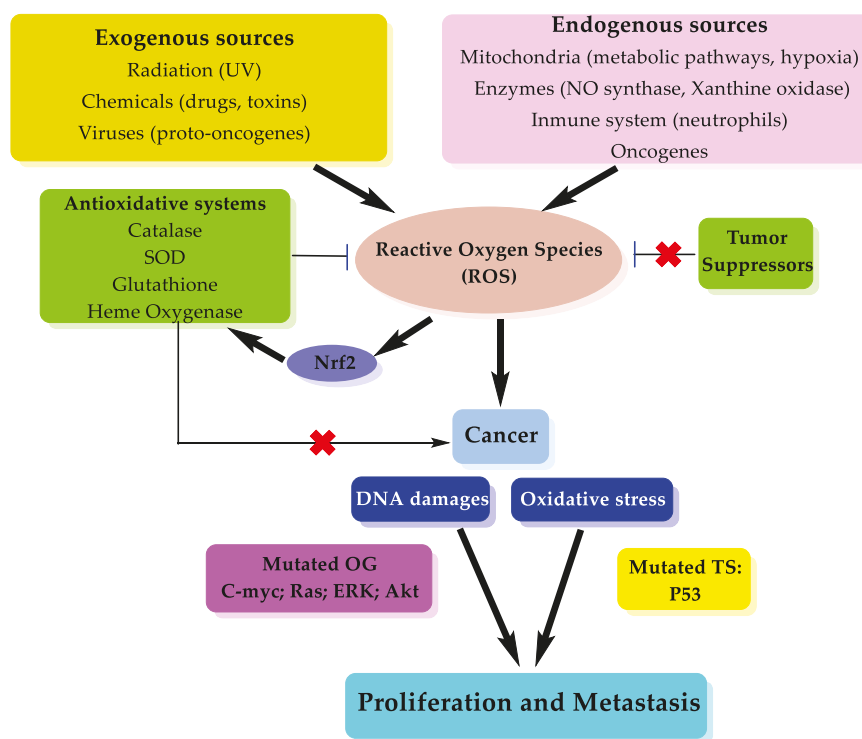 Exogenous sources
Radiation (UV)
Chemicals (drugs, toxins)
Viruses (proto-oncogenes)
Endogenous sources
Mitochondria (metabolic pathways, hypoxia)
Enzymes (NO synthase, Xanthine oxidase)
Inmune system (neutrophils)
Oncogenes
Antioxidative systems
Catalase
SOD
Glutathione
Heme Oxygenase
Reactive Oxygen Species
(ROS)
Tumor
Suppressors
Nrf2
Cancer
DNA damages
Oxidative stress
Mutated OG
C-myc; Ras; ERK; Akt
Mutated TS:
P53
Proliferation and Metastasis